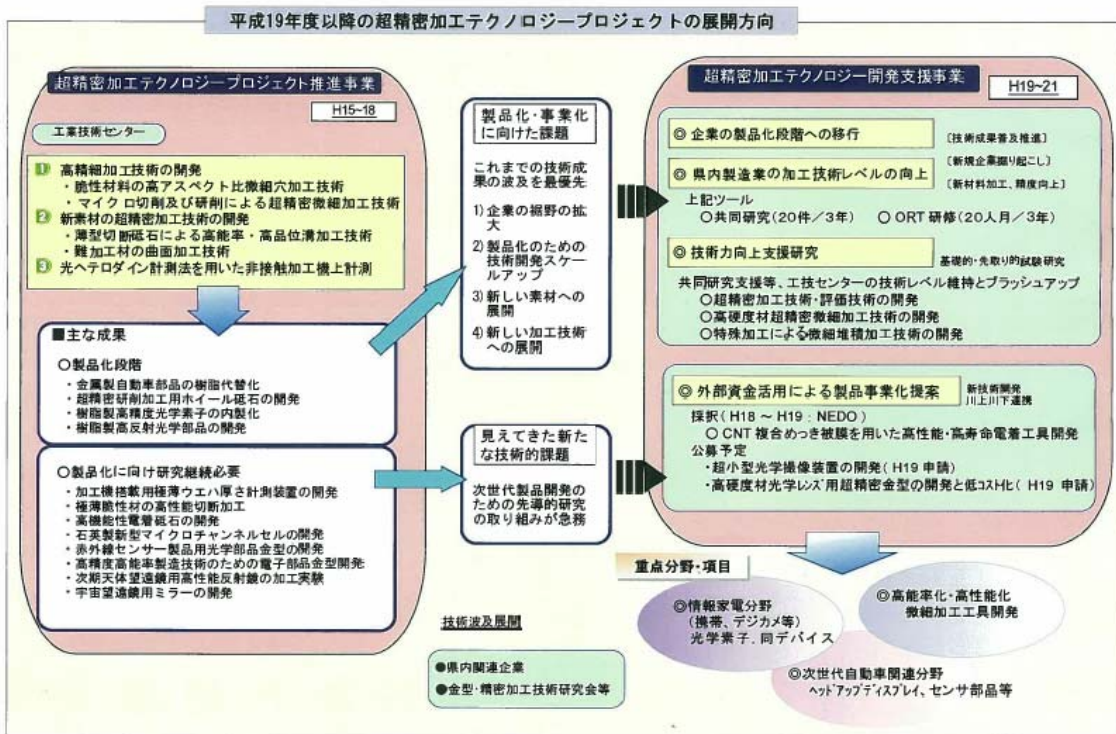 平成19年度以降の超精密加工テクノロジープロジェクトの展開方向
超精密加工テクノロジープロジェクト推進事業
H15~18
工業技術センター
1 高精細加工技術の開発
・脆性材料の高アスペクト比微細穴加工技術
・マイクロ切削及び研削による超精密微細加工技術
2 新素材の超精密加工技術の開発
・薄型切断砥石による高能率・高品位溝加工技術
・難加工材の曲面加工技術
3 光ヘテロダイン計測法を用いた非接触加工機上計測
■主な成果
○製品化段階
・金属製自動車部品の樹脂代替化
・超精密研削加工用ホイール砥石の開発
・樹脂製高精度光学素子の内製化
・樹脂製高反射光学部品の開発
○製品化に向け研究継続必要
・加工機搭載用極薄ウエハ厚さ計測装置の開発
・極薄脆性材の高性能切断加工
・高機能性電着砥石の開発
・石英製新型マイクロチャンネルセルの開発
・赤外線センサー製品用光学部品金型の開発
・高精度高能率製造技術のための電子部品金型開発
・次期天体望遠鏡用高性能反射鏡の加工実験
・宇宙望遠鏡用ミラーの開発
製品化・事業化
に向けた課題
これまでの技術成
果の波及を最優先
1) 企業の裾野の拡
大
2) 製品化のための
技術開発スケー
ルアップ
3) 新しい素材への
展開
4) 新しい加工技術
への展開
見えてきた新た
な技術的課題
次世代製品開発の
ための先導的研究
の取り組みが急務
技術波及展開
●県内関連企業
●金型・精密加工技術研究会等
超精密加工テクノロジー開発支援事業
H19~21
◎ 企業の製品化段階への移行
[技術成果普及推進]
[新規企業掘り起こし]
◎ 県内製造業の加工技術レベルの向上
[新材料加工、精度向上]
上記ツール
○共同研究(20件/3年) ○ORT 研修(20人月/3年)
◎ 技術力向上支援研究
基礎的・先取り的試験研究
共同研究支援等、工技センターの技術レベル維持とブラッシュアップ
○超精密加工技術・評価技術の開発
○高硬度材超精密微細加工技術の開発
○特殊加工による微細堆積加工技術の開発
◎ 外部資金活用による製品事業化提案
新技術開発
川上川下連携
採択(H18 ~ H19 : NEDO)
○ CNT 複合めっき被膜を用いた高性能・高寿命電着工具開発
公募予定
・超小型光学撮像装置の開発(H19 申請)
・高硬度材光学レンズ用超精密金型の開発と低コスト化(H19 申請)
重点分野・項目
◎情報家電分野
(携帯、デジカメ等)
光学素子、同デバイス
◎高能率化・高性能化
微細加工工具開発
◎次世代自動車関連分野
ヘッドアップディスプレイ、センサ部品等